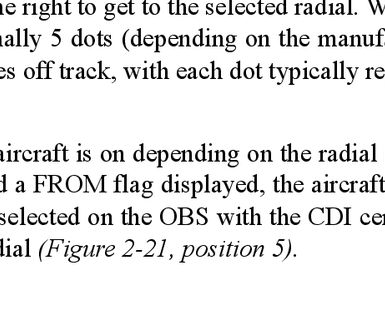 he right to get to the selected radial. W
nally 5 dots (depending on the manuf
es off track, with each dot typically re
aircraft is on depending on the radial
d a FROM flag displayed, the aircraft
selected on the OBS with the CDI ce
dial (Figure 2-21, position 5).